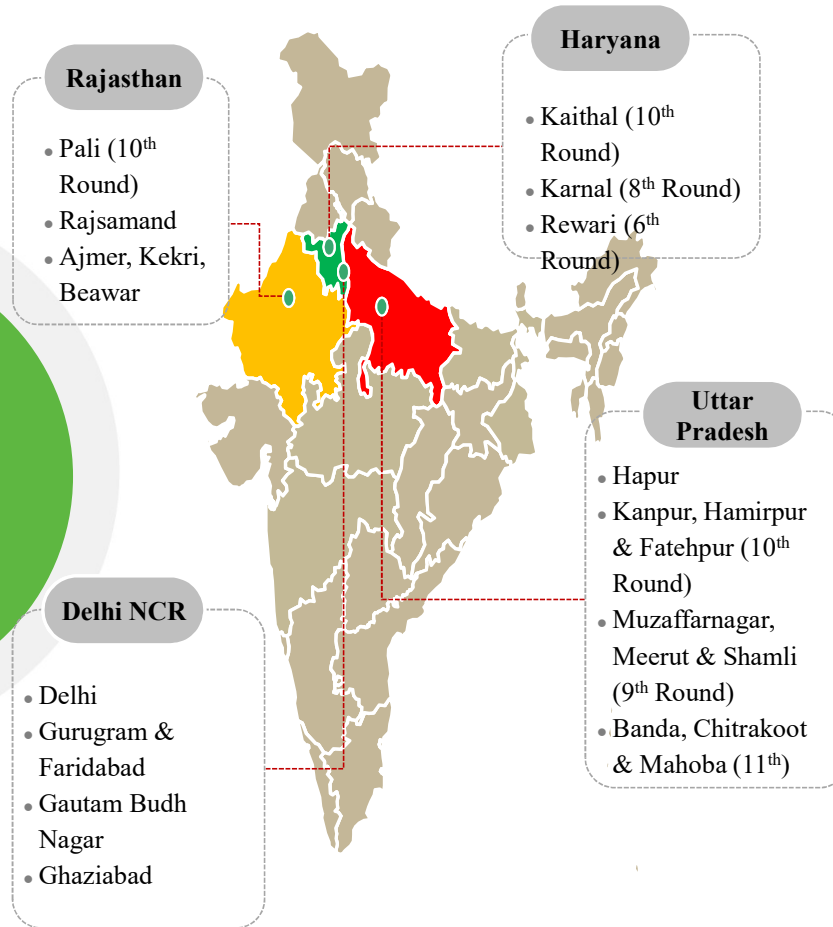 Rajasthan
• Pali (10th
Round)
• Rajsamand
• Ajmer, Kekri,
Beawar
Haryana
• Kaithal (10th
Round)
• Karnal (8th Round)
• Rewari (6th
Round)
Uttar
Pradesh
• Hapur
• Kanpur, Hamirpur
& Fatehpur (10th
Round)
• Muzaffarnagar,
Meerut & Shamli
(9th Round)
• Banda, Chitrakoot
& Mahoba (11th)
Delhi NCR
• Delhi
• Gurugram &
Faridabad
• Gautam Budh
Nagar
• Ghaziabad